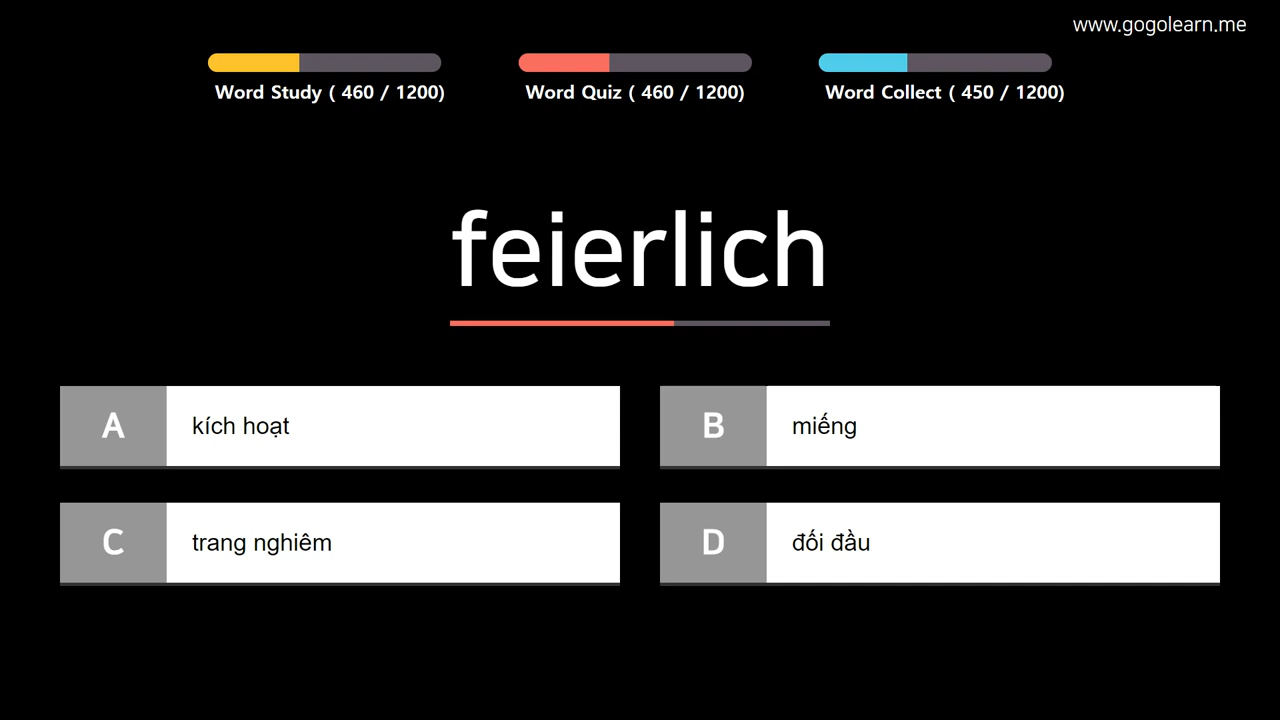 www.gogolearn.me
Word Study ( 460 / 1200)
Word Quiz ( 460 / 1200)
Word Collect ( 450 / 1200)
feierlich
A kích hoạt
B miếng
C trang nghiêm
D đối đầu